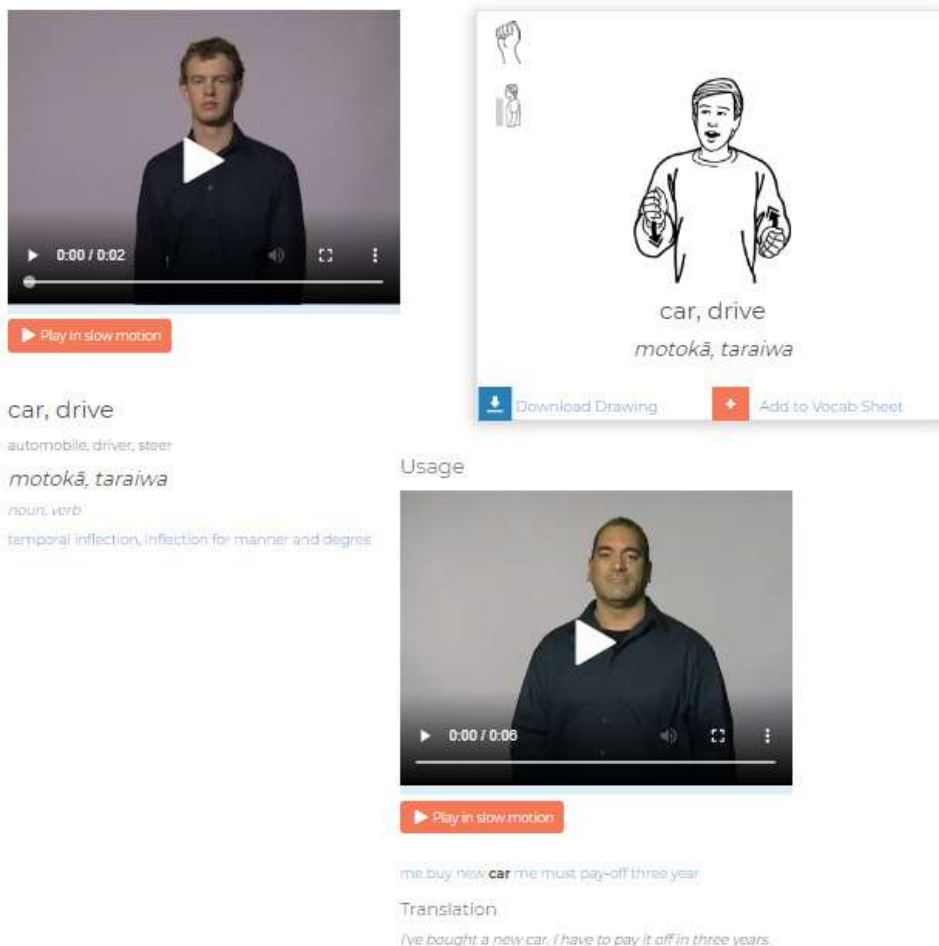 0:00 / 0:02
Play in slow motion
car, drive
automobile, driver, steer
motokā, taraiwa
noun, verb
temporal inflection, inflection for manner and degree
car, drive
motokā, taraiwa
Download Drawing
+ Add to Vocab Sheet
Usage
0:00 / 0:06
Play in slow motion
me buy new car me must pay-off three year
Translation
I've bought a new car. I have to pay it off in three years.